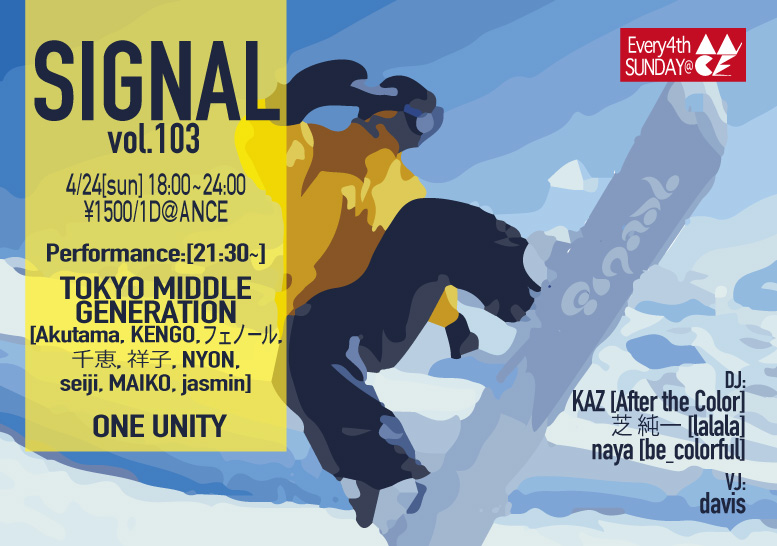 SIGNAL
vol.103
4/24[sun] 18:00~24:00
¥1500/1D@ANCE
Performance:[21:30~]
TOKYO MIDDLE
GENERATION
[Akutama, KENGO, フェノール,
千恵, 祥子, NYON,
seiji, MAIKO, jasmin]
ONE UNITY
Every4th
SUNDAY@
DJ:
KAZ [After the Color]
芝 純一 [lalala]
naya [be_colorful]
VJ:
davis